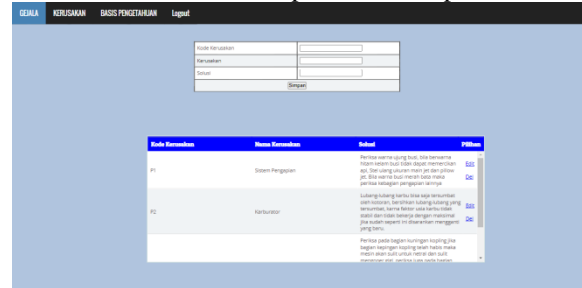 GEJALA KERUSAKAN BASIS PENGETAHUAN Logout
Kode Kerusakan
Kerusakan
Solusi
Simpan
Kode Kerusakan Nama Kerusakan Solusi Pilihan
Periksa warna ujung busi, bila berwarna
hitam kelem busi tidak dapat memercikan
P1 Sistem Pengapian api. Stel ulang ukuran main jet dan pillow Edit
jet. Bila warna busi merah bata maka Del
periksa kebagian pengapian lainnya
Lubang-lubang karbu bisa saja tersumbat
oleh kotoran, bersihkan lubang-lubang yang
P2 Karburator tersumbat, karna faktor usia karbu tidak Edit
stabil dan tidak bekerja dengan maksimal Del
jika sudah seperti ini disarankan mengganti
yang baru.
Periksa pada bagian kuningan kopling jika
bagian kepingan kopling telah habis maka
mesin akan sulit untuk netral dan sulit